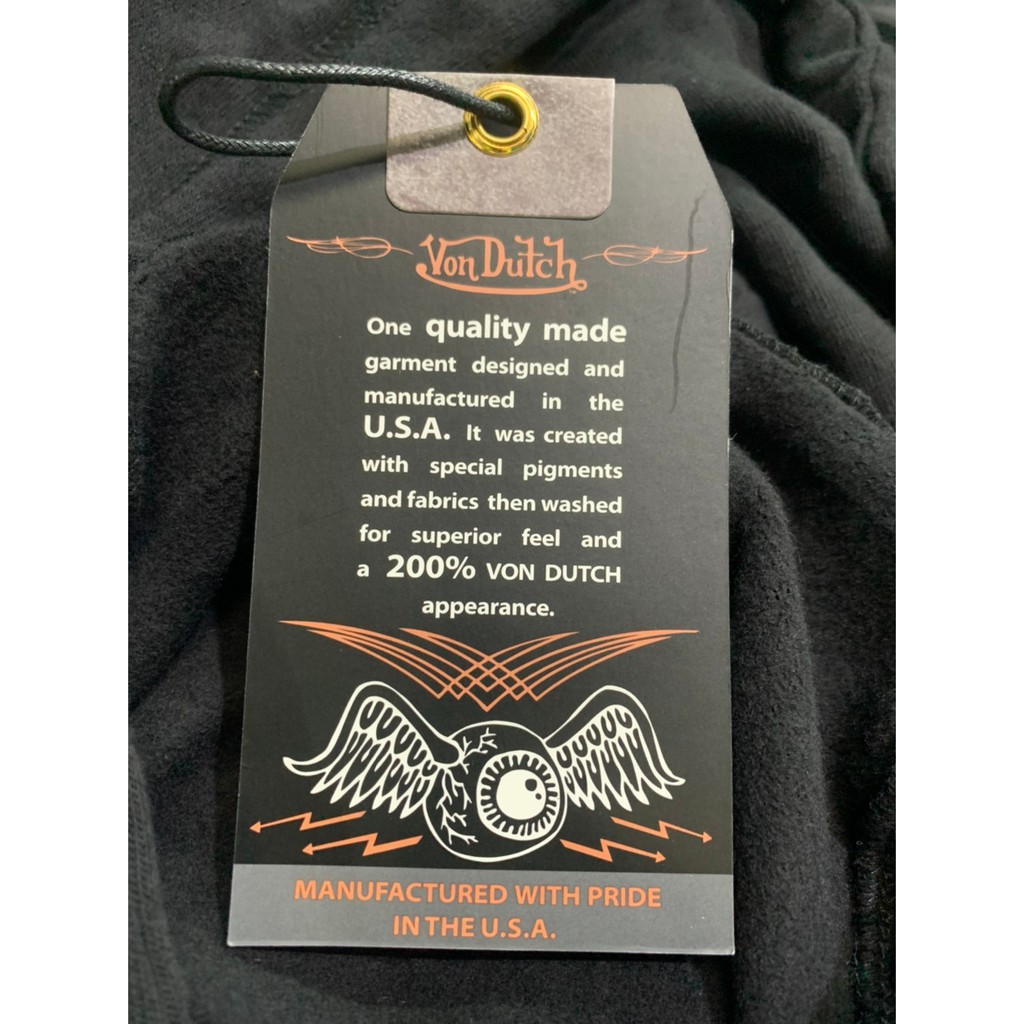 Von Dutch
One quality made
garment designed and
manufactured in the
U.S.A. It was created
with special pigments
and fabrics then washed
for superior feel and
a 200% VON DUTCH
appearance.
MANUFACTURED WITH PRIDE
IN THE U.S.A.